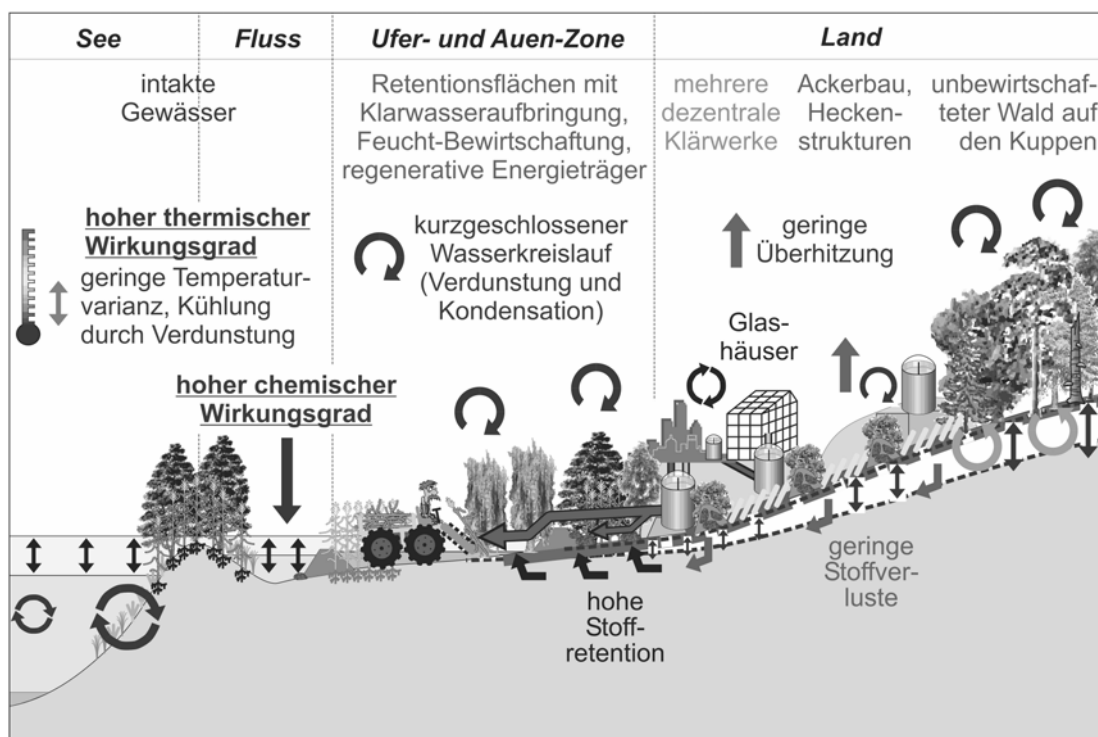 See
Fluss
Ufer- und Auen-Zone
Land
intakte
Gewässer
Retentionsflächen mit
Klarwasseraufbringung,
Feucht-Bewirtschaftung,
regenerative Energieträger
mehrere
dezentrale
Klärwerke
Ackerbau,
Hecken-
strukturen
unbewirtschaf-
teter Wald auf
den Kuppen
hoher thermischer
Wirkungsgrad
geringe Temperatur-
varianz, Kühlung
durch Verdunstung
kurzgeschlossener
Wasserkreislauf
(Verdunstung und
Kondensation)
geringe
Überhitzung
Glas-
häuser
hoher chemischer
Wirkungsgrad
hohe
Stoff-
retention
geringe
Stoffver-
luste